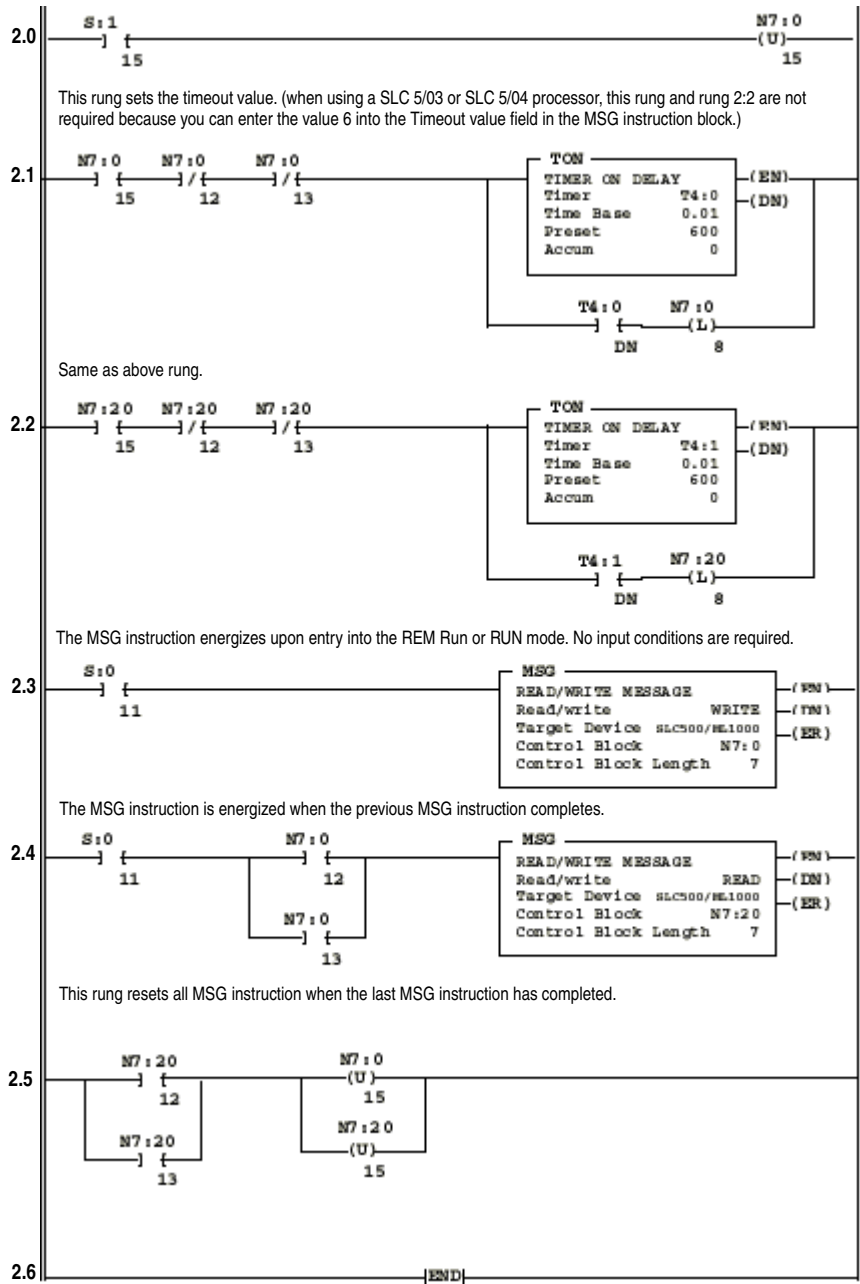 S:1 N7:0
2.0 ] [ (U)
15 15
This rung sets the timeout value. (when using a SLC 5/03 or SLC 5/04 processor, this rung and rung 2:2 are not
required because you can enter the value 6 into the Timeout value field in the MSG instruction block.)
N7:0 N7:0 N7:0 TON
2.1 ] [ ]/[ ]/[ TIMER ON DELAY (EN)
15 12 13 Timer T4:0 (DN)
Time Base 0.01
Preset 600
Accum 0
T4:0 N7:0
] [ (L)
DN 8
Same as above rung.
N7:20 N7:20 N7:20 TON
2.2 ] [ ]/[ ]/[ TIMER ON DELAY (EN)
15 12 13 Timer T4:1 (DN)
Time Base 0.01
Preset 600
Accum 0
T4:1 N7:20
] [ (L)
DN 8
The MSG instruction energizes upon entry into the REM Run or RUN mode. No input conditions are required.
S:0 MSG
2.3 ] [ READ/WRITE MESSAGE (EN)
11 Read/write WRITE (DN)
Target Device SLC500/ML1000 (ER)
Control Block N7:0
Control Block Length 7
The MSG instruction is energized when the previous MSG instruction completes.
S:0 N7:0 MSG
2.4 ] [ ] [ READ/WRITE MESSAGE (EN)
11 12 Read/write READ (DN)
Target Device SLC500/ML1000 (ER)
N7:0 Control Block N7:20
] [ Control Block Length 7
13
This rung resets all MSG instruction when the last MSG instruction has completed.
N7:20 N7:0
2.5 ] [ (U)
12 15
N7:20 N7:20
] [ (U)
13 15
2.6 END